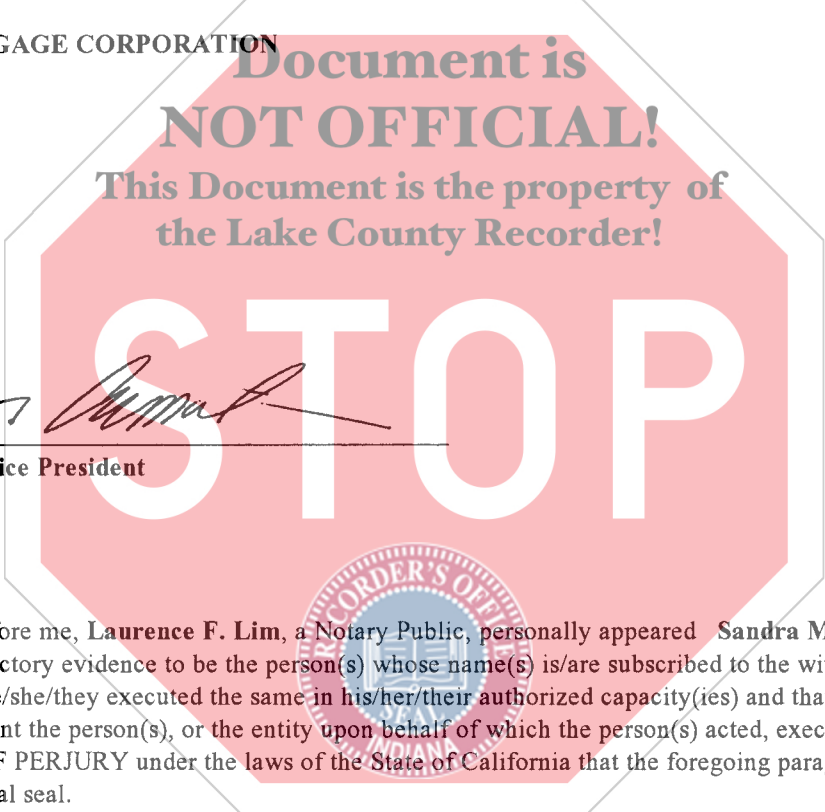 GAGE CORPORATION
Document is
NOT OFFICIAL!
This Document is the property of
the Lake County Recorder!
STOP
ice President
RECORDER'S OFFICE
ore me, Laurence F. Lim, a Notary Public, personally appeared Sandra M
ctory evidence to be the person(s) whose name(s) is/are subscribed to the wi
e/she/they executed the same in his/her/their authorized capacity(ies) and tha
nt the person(s), or the entity upon behalf of which the person(s) acted, exec
F PERJURY under the laws of the State of California that the foregoing para
al seal.
SEAL
INDIANA